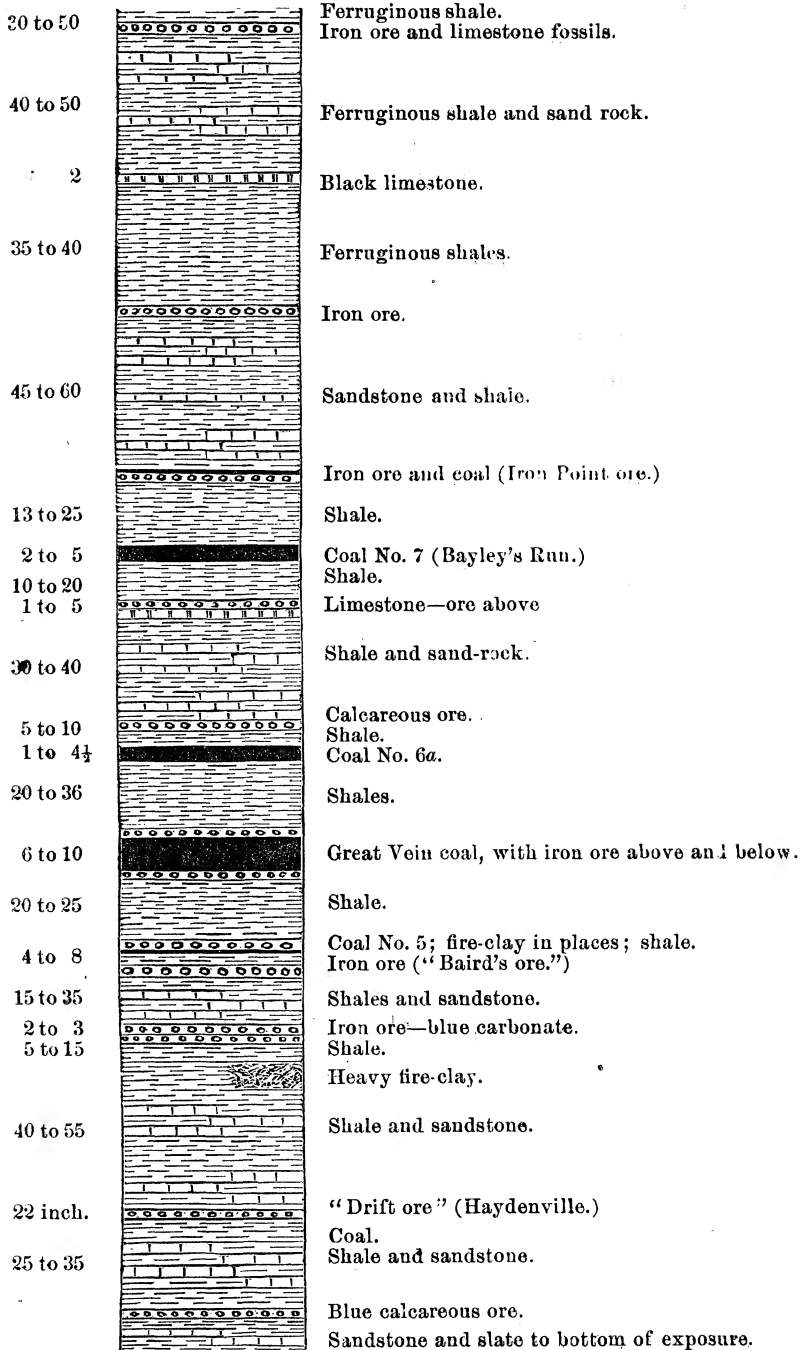 20 to 50 Ferruginous shale.
Iron ore and limestone fossils.
40 to 50 Ferruginous shale and sand rock.
2 Black limestone.
35 to 40 Ferruginous shales.
Iron ore.
45 to 60 Sandstone and shale.
Iron ore and coal (Iron Point ore.)
13 to 25 Shale.
2 to 5 Coal No. 7 (Bayley's Run.)
10 to 20 Shale.
1 to 5 Limestone—ore above
30 to 40 Shale and sand-rock.
Calcareous ore.
5 to 10 Shale.
1 to 4½ Coal No. 6a.
20 to 36 Shales.
6 to 10 Great Vein coal, with iron ore above and below.
20 to 25 Shale.
Coal No. 5; fire-clay in places; shale.
4 to 8 Iron ore ("Baird's ore.")
15 to 35 Shales and sandstone.
2 to 3 Iron ore—blue carbonate.
5 to 15 Shale.
Heavy fire-clay.
40 to 55 Shale and sandstone.
22 inch. "Drift ore" (Haydenville.)
Coal.
25 to 35 Shale and sandstone.
Blue calcareous ore.
Sandstone and slate to bottom of exposure.